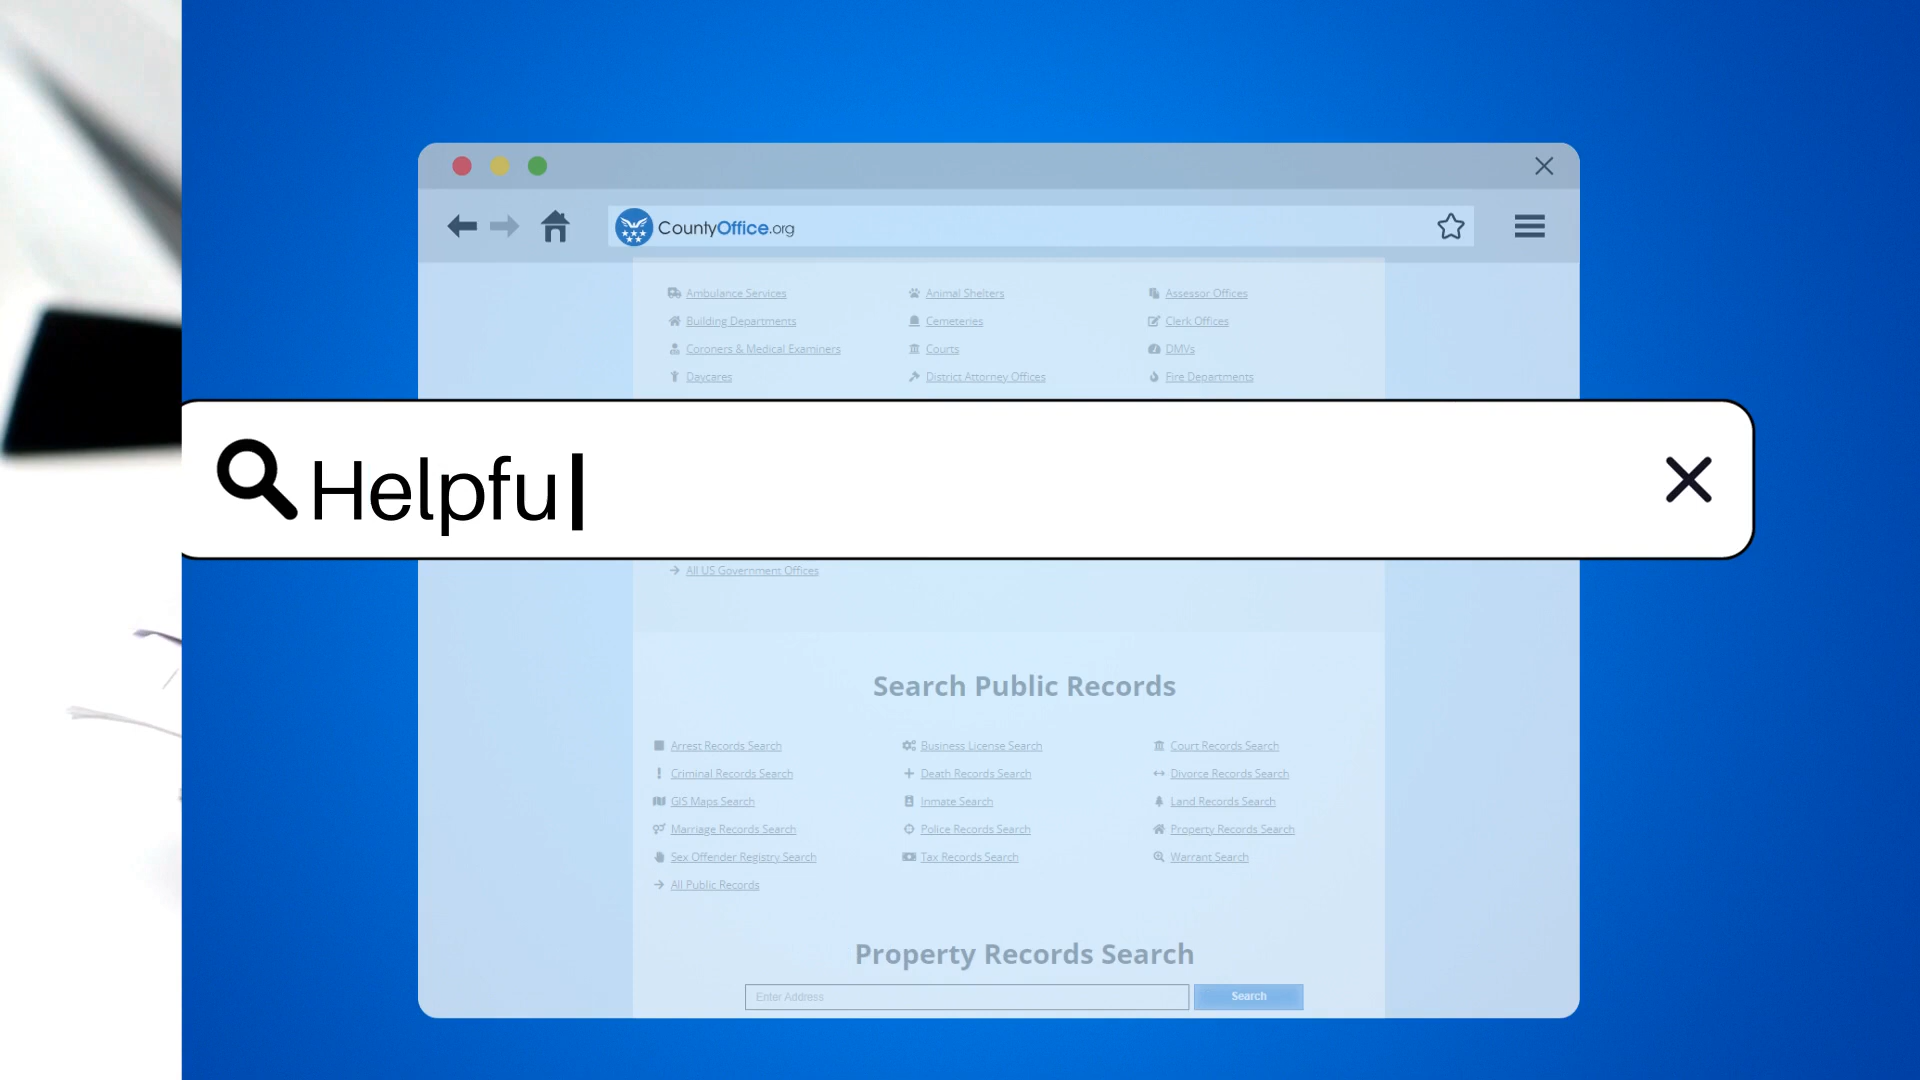 CountyOffice.org
Ambulance Services Animal Shelters Assessor Offices
Building Departments Cemeteries Clerk Offices
Coroners & Medical Examiners Courts DMVs
Daycares District Attorney Offices Fire Departments
Helpfu
All US Government Offices
Search Public Records
Arrest Records Search Business License Search Court Records Search
Criminal Records Search Death Records Search Divorce Records Search
GIS Maps Search Inmate Search Land Records Search
Marriage Records Search Police Records Search Property Records Search
Sex Offender Registry Search Tax Records Search Warrant Search
All Public Records
Property Records Search
Enter Address Search